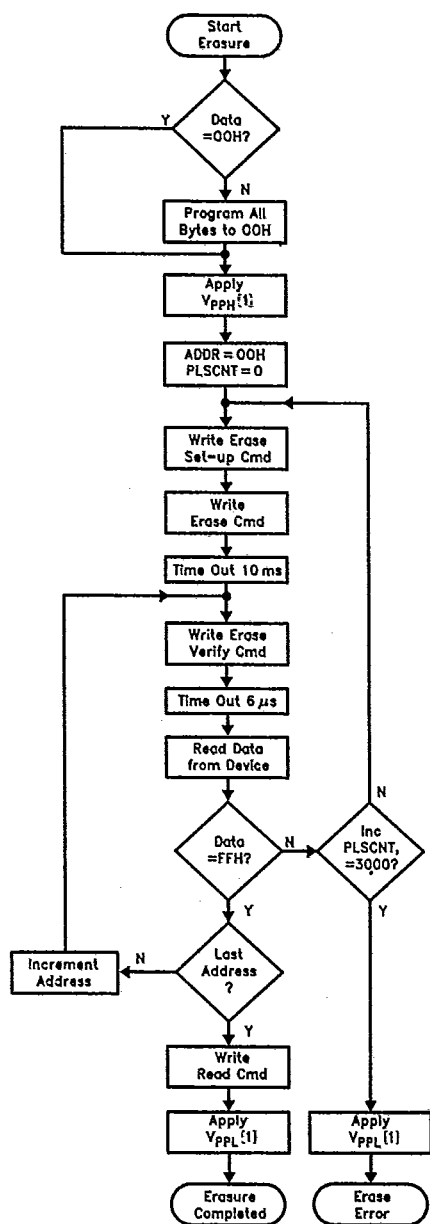 Start
Erasure
Data
=00H?
Y
N
Program All
Bytes to 00H
Apply
VPPH[1]
ADDR = 00H
PLSCNT = 0
Write Erase
Set-up Cmd
Write
Erase Cmd
Time Out 10 ms
Write Erase
Verify Cmd
Time Out 6 μs
Read Data
from Device
Data
=FFH?
N
Y
Inc
PLSCNT,
=3000?
N
Y
Last
Address
?
N
Y
Increment
Address
Write
Read Cmd
Apply
VPPL[1]
Apply
VPPL[1]
Erasure
Completed
Erase
Error